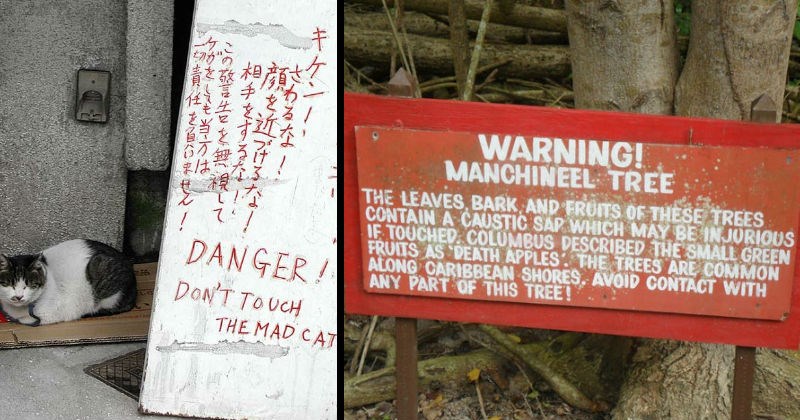 キケン!
さわるな!
顔を近づけるな!
相手をするな!
この警告を無視して
ケガをしても当方は
一切責任を負いません!
DANGER!
DON'T TOUCH
THE MAD CAT
WARNING!
MANCHINEEL TREE
THE LEAVES, BARK AND FRUITS OF THESE TREES
CONTAIN A CAUSTIC SAP WHICH MAY BE INJURIOUS
IF TOUCHED. COLUMBUS DESCRIBED THE SMALL GREEN
FRUITS AS "DEATH APPLES". THE TREES ARE COMMON
ALONG CARIBBEAN SHORES. AVOID CONTACT WITH
ANY PART OF THIS TREE!